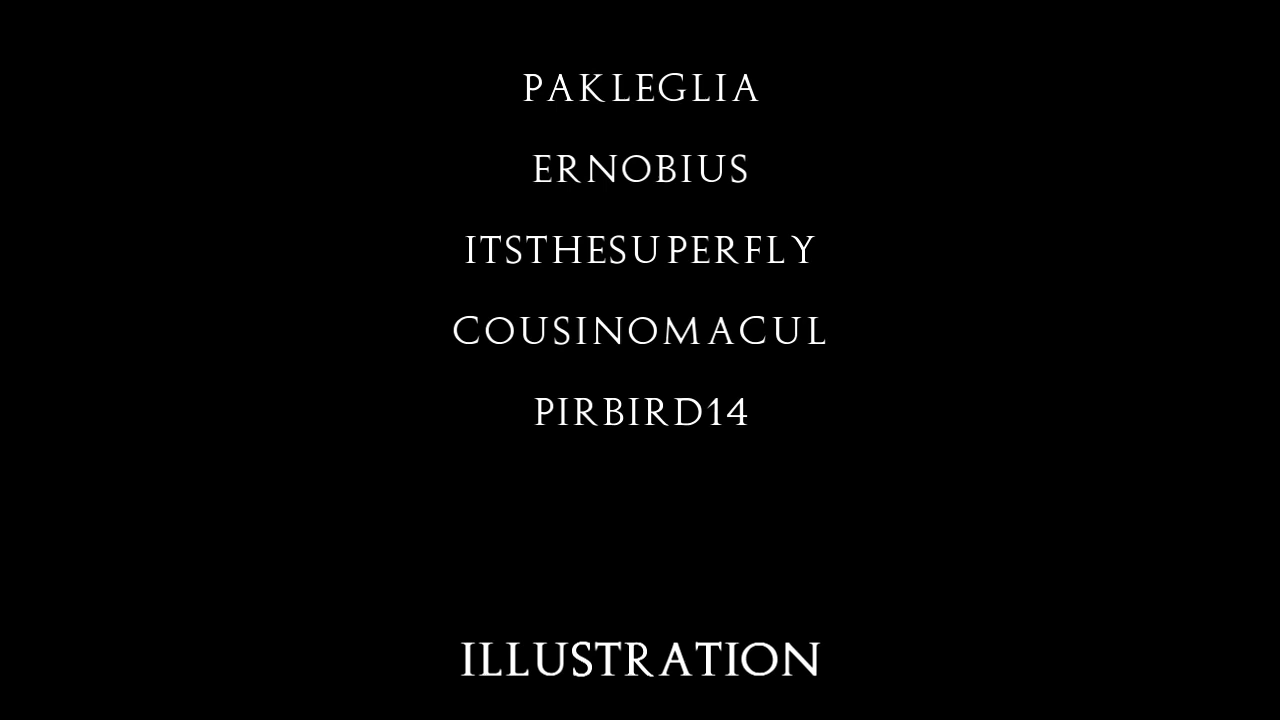 PAKLEGLIA
ERNOBIUS
ITSTHESUPERFLY
COUSINOMACUL
PIRBIRD14
ILLUSTRATION